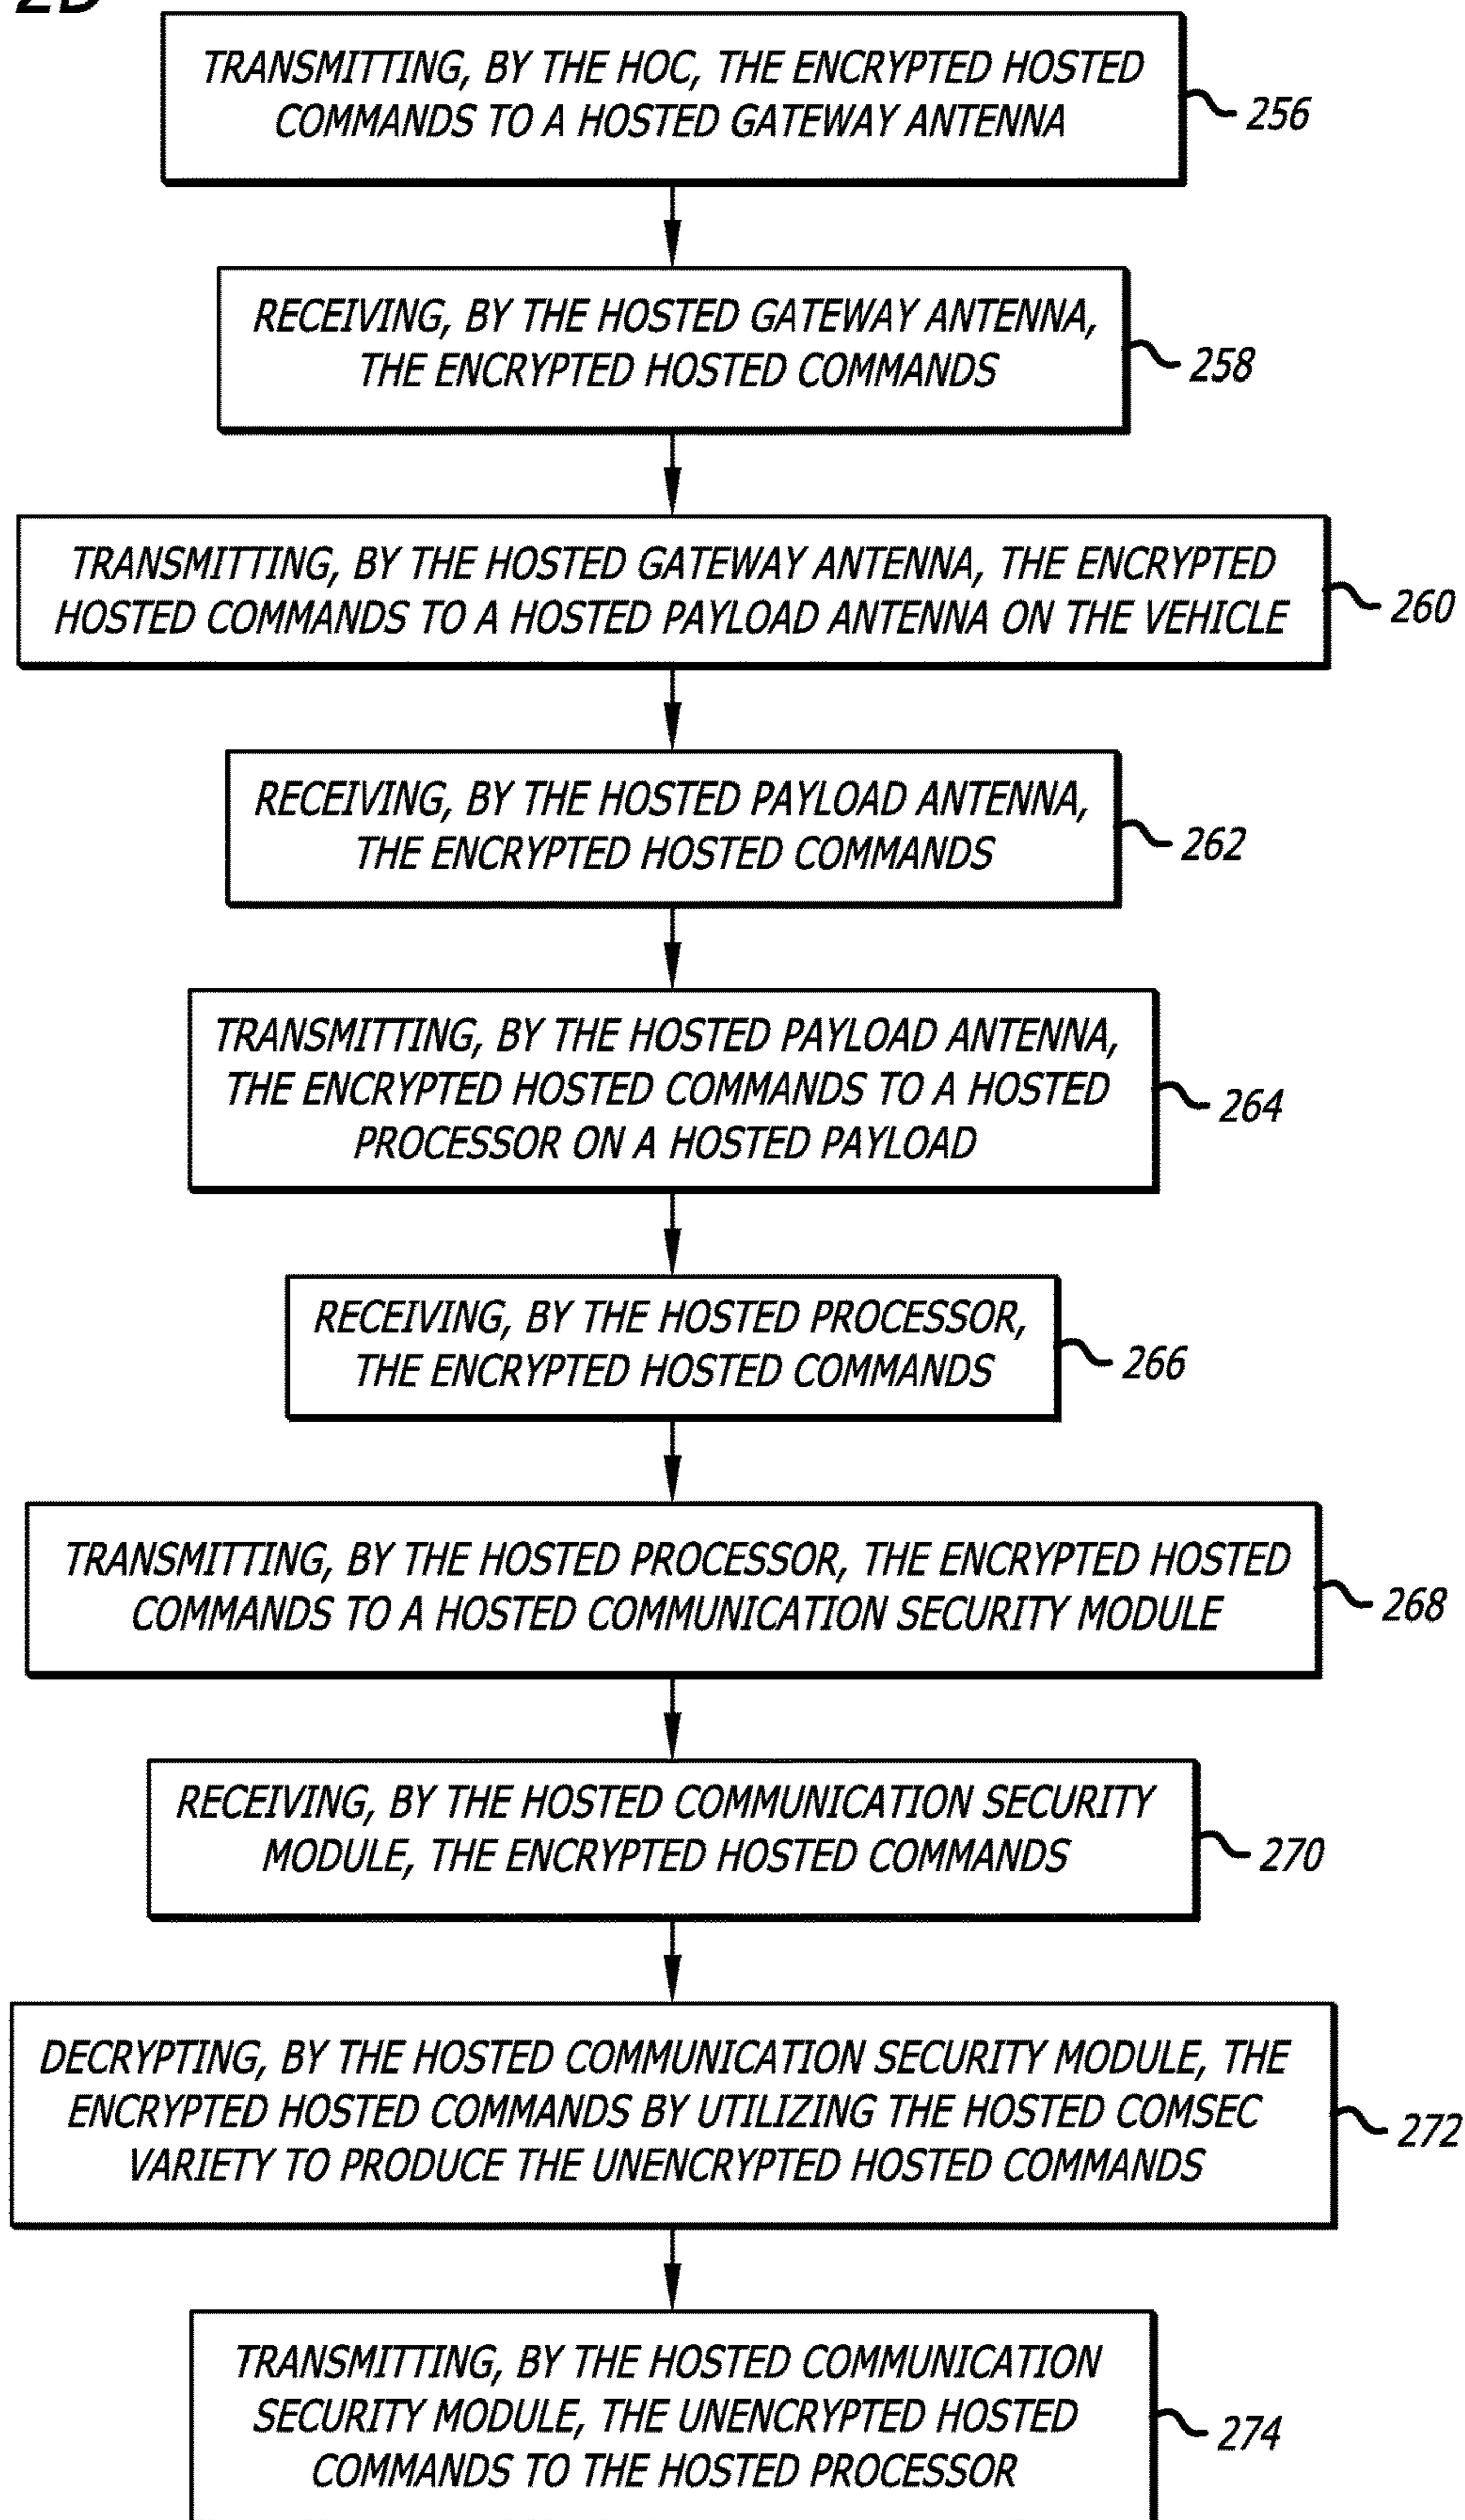 TRANSMITTING, BY THE HOC, THE ENCRYPTED HOSTED
COMMANDS TO A HOSTED GATEWAY ANTENNA
256
RECEIVING, BY THE HOSTED GATEWAY ANTENNA,
THE ENCRYPTED HOSTED COMMANDS
258
TRANSMITTING, BY THE HOSTED GATEWAY ANTENNA, THE ENCRYPTED
HOSTED COMMANDS TO A HOSTED PAYLOAD ANTENNA ON THE VEHICLE
260
RECEIVING, BY THE HOSTED PAYLOAD ANTENNA,
THE ENCRYPTED HOSTED COMMANDS
262
TRANSMITTING, BY THE HOSTED PAYLOAD ANTENNA,
THE ENCRYPTED HOSTED COMMANDS TO A HOSTED
PROCESSOR ON A HOSTED PAYLOAD
264
RECEIVING, BY THE HOSTED PROCESSOR,
THE ENCRYPTED HOSTED COMMANDS
266
TRANSMITTING, BY THE HOSTED PROCESSOR, THE ENCRYPTED HOSTED
COMMANDS TO A HOSTED COMMUNICATION SECURITY MODULE
268
RECEIVING, BY THE HOSTED COMMUNICATION SECURITY
MODULE, THE ENCRYPTED HOSTED COMMANDS
270
DECRYPTING, BY THE HOSTED COMMUNICATION SECURITY MODULE, THE
ENCRYPTED HOSTED COMMANDS BY UTILIZING THE HOSTED COMSEC
VARIETY TO PRODUCE THE UNENCRYPTED HOSTED COMMANDS
272
TRANSMITTING, BY THE HOSTED COMMUNICATION
SECURITY MODULE, THE UNENCRYPTED HOSTED
COMMANDS TO THE HOSTED PROCESSOR
274